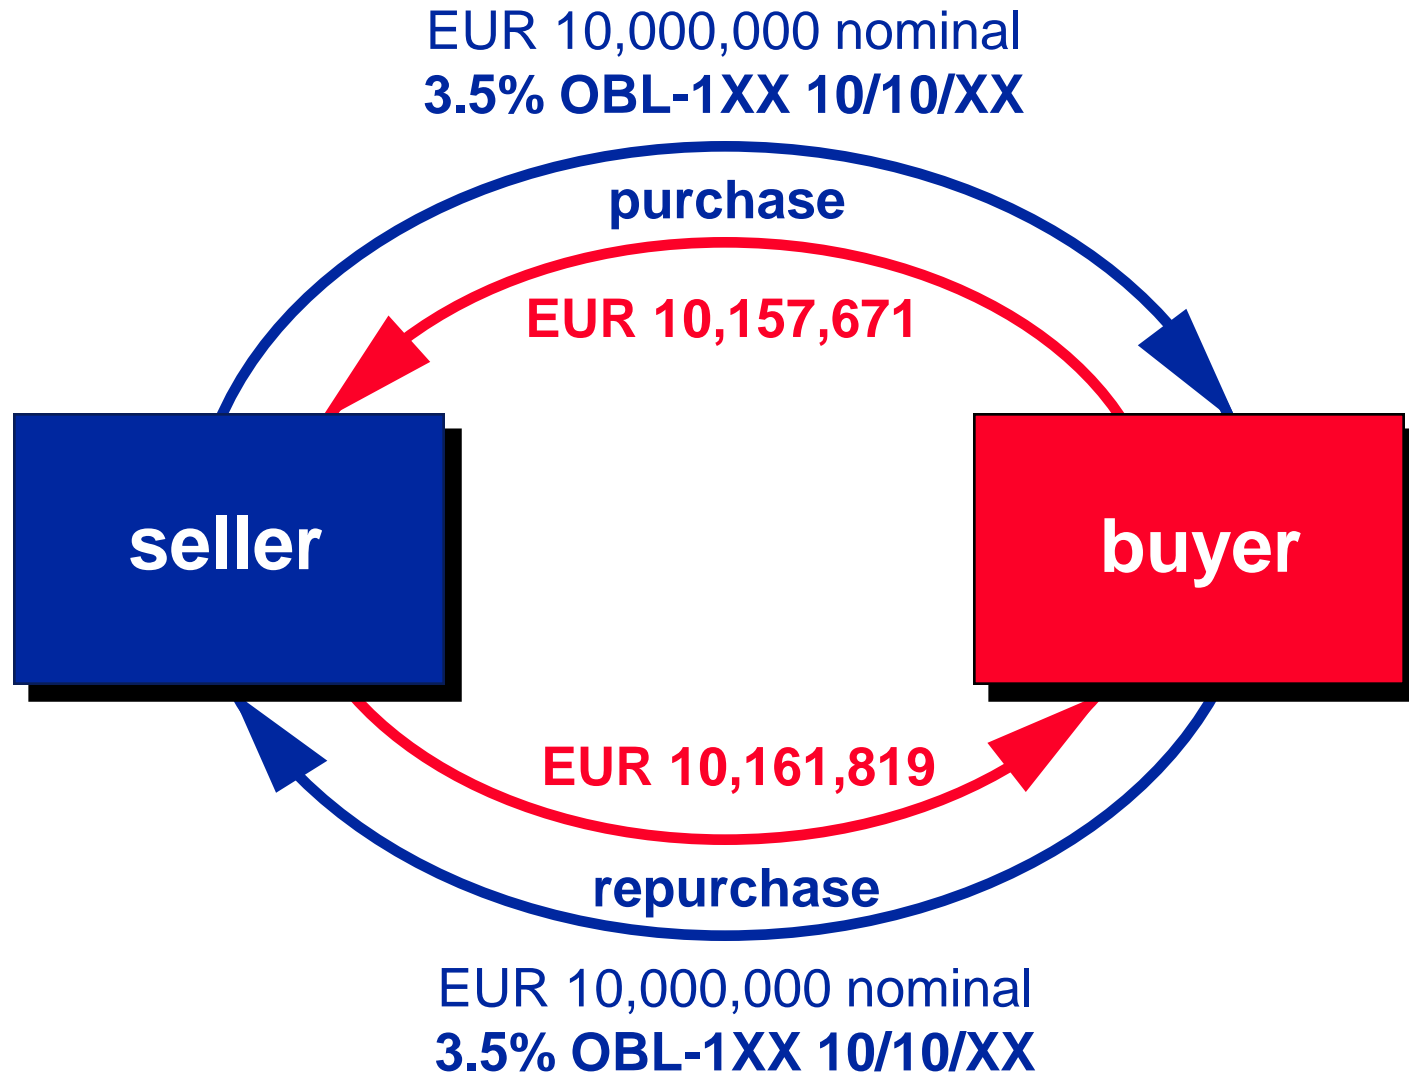 EUR 10,000,000 nominal
3.5% OBL-1XX 10/10/XX
purchase
EUR 10,157,671
seller
buyer
EUR 10,161,819
repurchase
EUR 10,000,000 nominal
3.5% OBL-1XX 10/10/XX